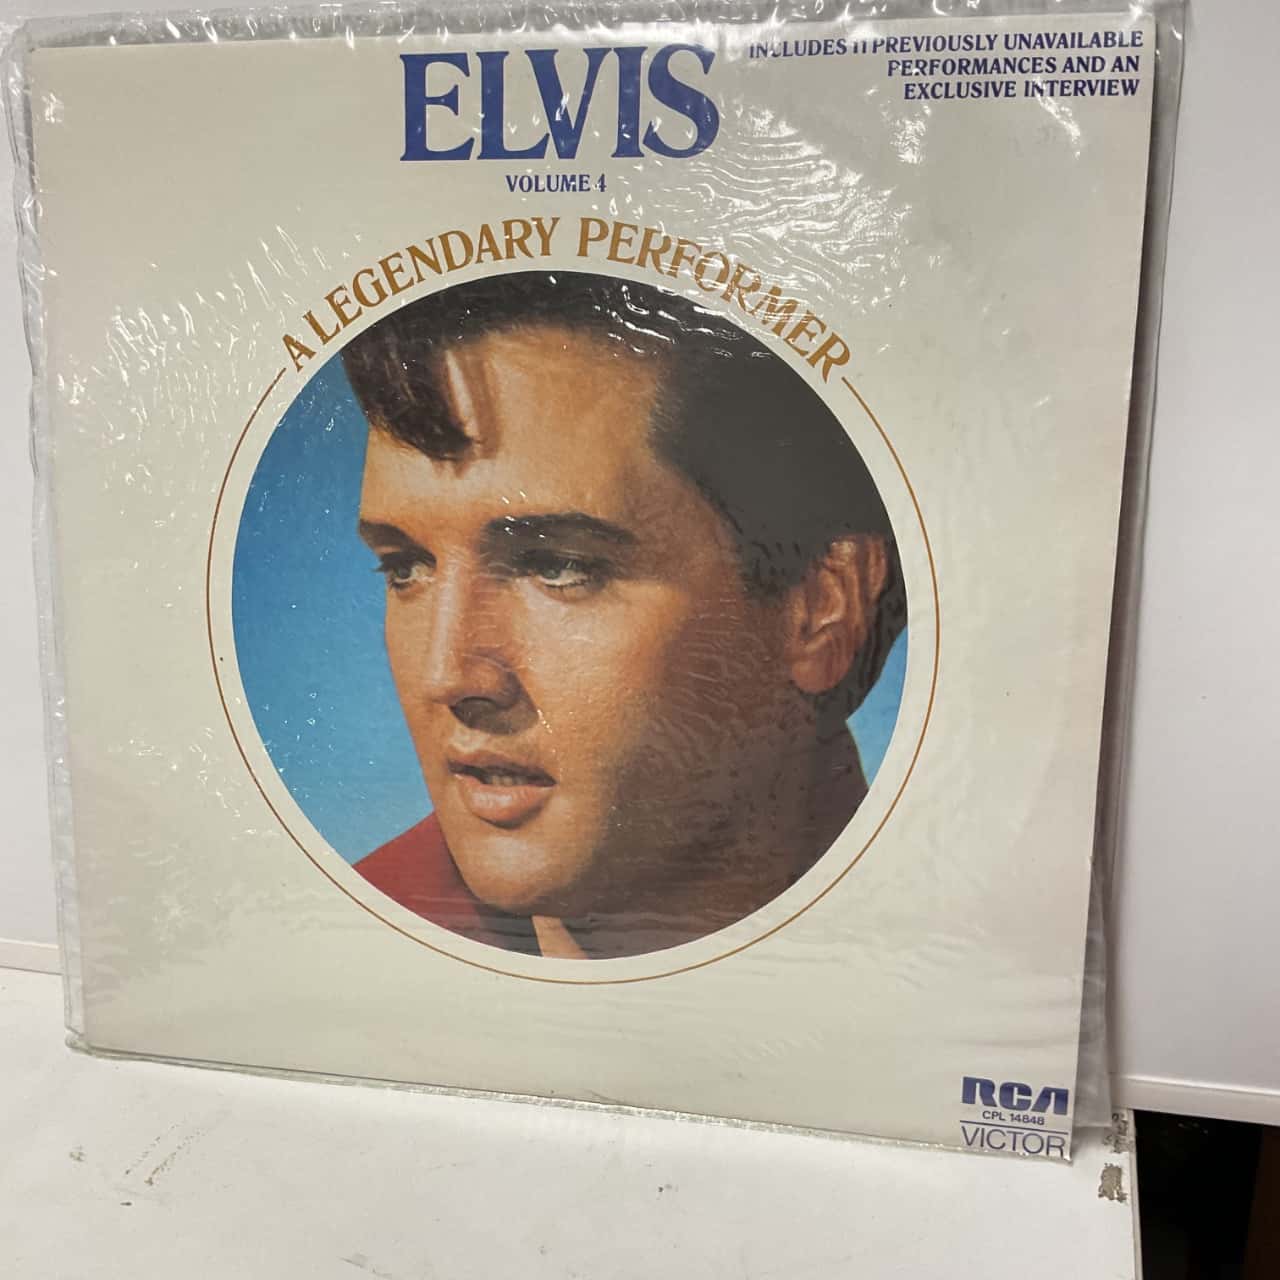 ELVIS
VOLUME 4
INCLUDES 11 PREVIOUSLY UNAVAILABLE
PERFORMANCES AND AN
EXCLUSIVE INTERVIEW
A LEGENDARY PERFORMER
RCA
CPL 14848
VICTOR